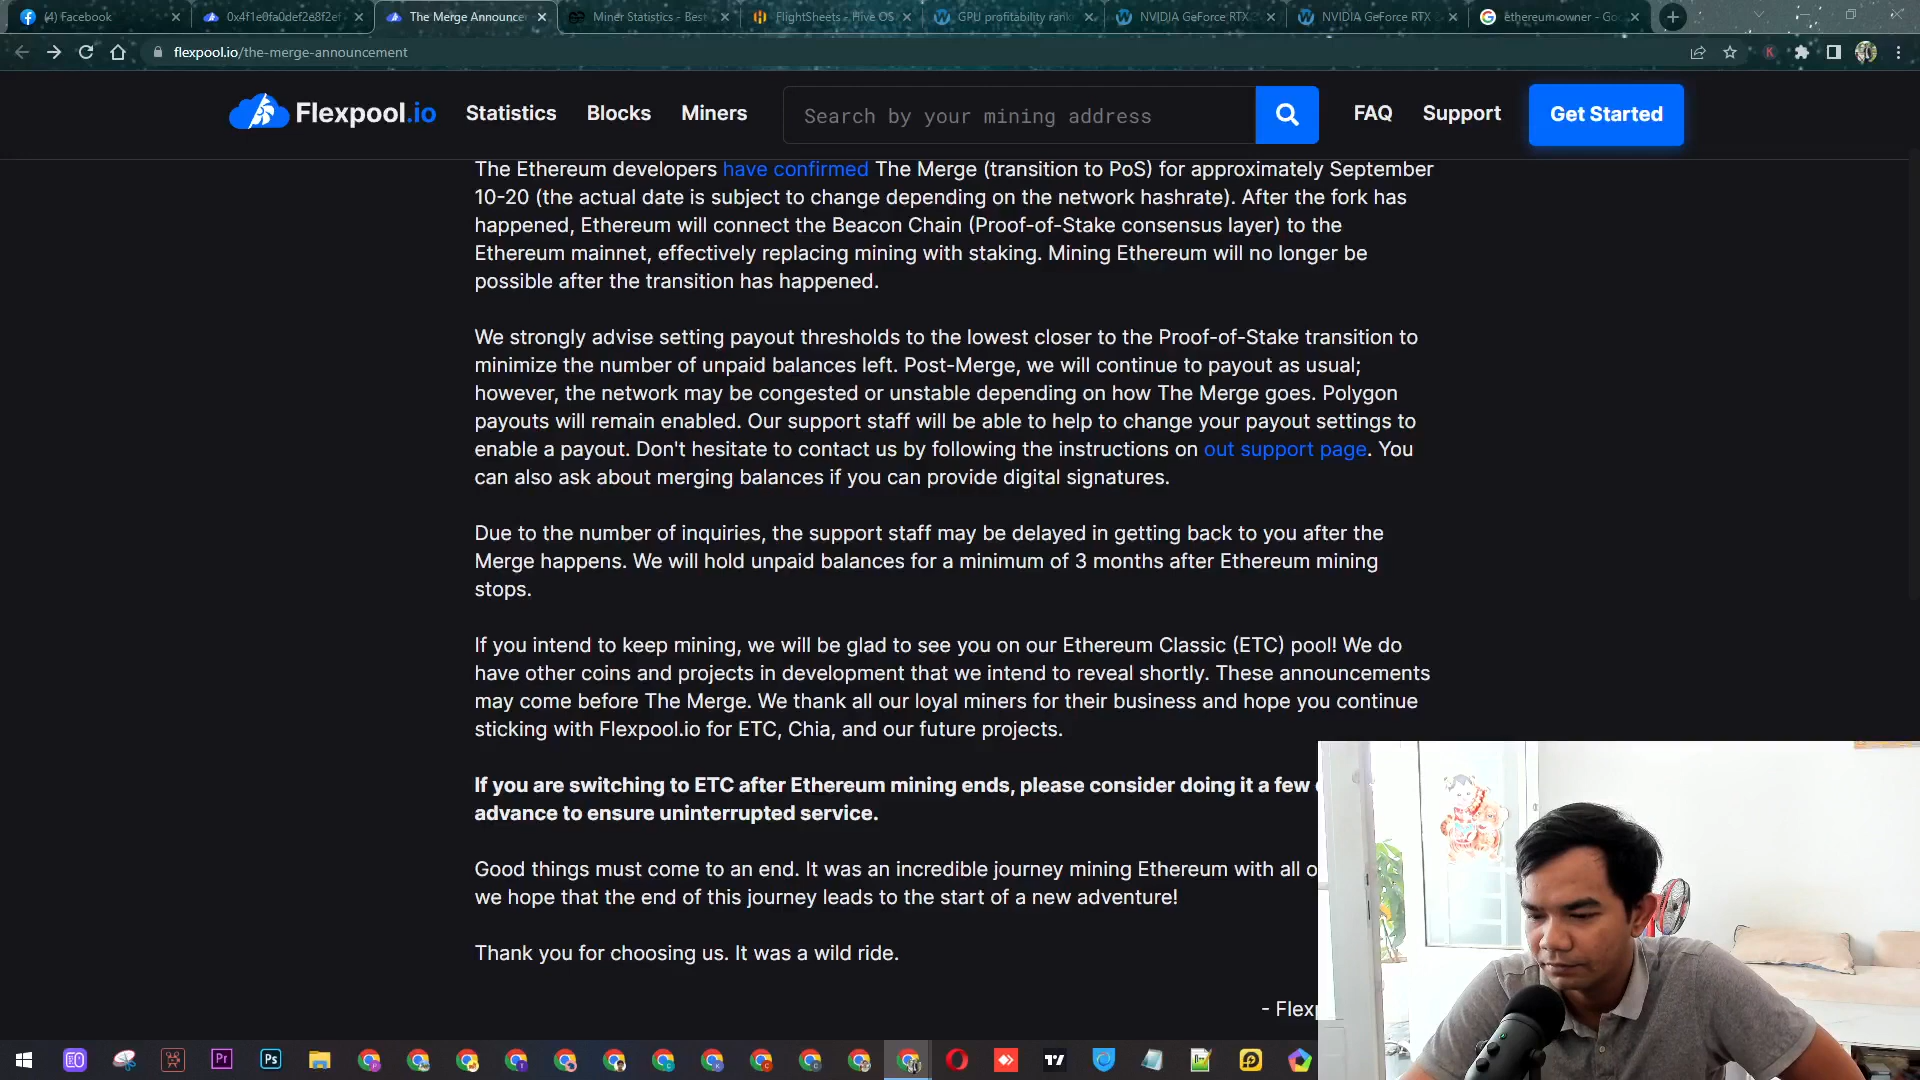 (4) Facebook
0x4f1e0fa0def2e8f2ef
The Merge Announce
Miner Statistics - Best
FlightSheets - Hive OS
GPU profitability rank
NVIDIA GeForce RTX
NVIDIA GeForce RTX
ethereum owner - Goo
flexpool.io/the-merge-announcement
Flexpool.io
Statistics
Blocks
Miners
Search by your mining address
FAQ
Support
Get Started
The Ethereum developers have confirmed The Merge (transition to PoS) for approximately September
10-20 (the actual date is subject to change depending on the network hashrate). After the fork has
happened, Ethereum will connect the Beacon Chain (Proof-of-Stake consensus layer) to the
Ethereum mainnet, effectively replacing mining with staking. Mining Ethereum will no longer be
possible after the transition has happened.
We strongly advise setting payout thresholds to the lowest closer to the Proof-of-Stake transition to
minimize the number of unpaid balances left. Post-Merge, we will continue to payout as usual;
however, the network may be congested or unstable depending on how The Merge goes. Polygon
payouts will remain enabled. Our support staff will be able to help to change your payout settings to
enable a payout. Don't hesitate to contact us by following the instructions on out support page. You
can also ask about merging balances if you can provide digital signatures.
Due to the number of inquiries, the support staff may be delayed in getting back to you after the
Merge happens. We will hold unpaid balances for a minimum of 3 months after Ethereum mining
stops.
If you intend to keep mining, we will be glad to see you on our Ethereum Classic (ETC) pool! We do
have other coins and projects in development that we intend to reveal shortly. These announcements
may come before The Merge. We thank all our loyal miners for their business and hope you continue
sticking with Flexpool.io for ETC, Chia, and our future projects.
If you are switching to ETC after Ethereum mining ends, please consider doing it a few
advance to ensure uninterrupted service.
Good things must come to an end. It was an incredible journey mining Ethereum with all o
we hope that the end of this journey leads to the start of a new adventure!
Thank you for choosing us. It was a wild ride.
- Flexp
Pr
Ps